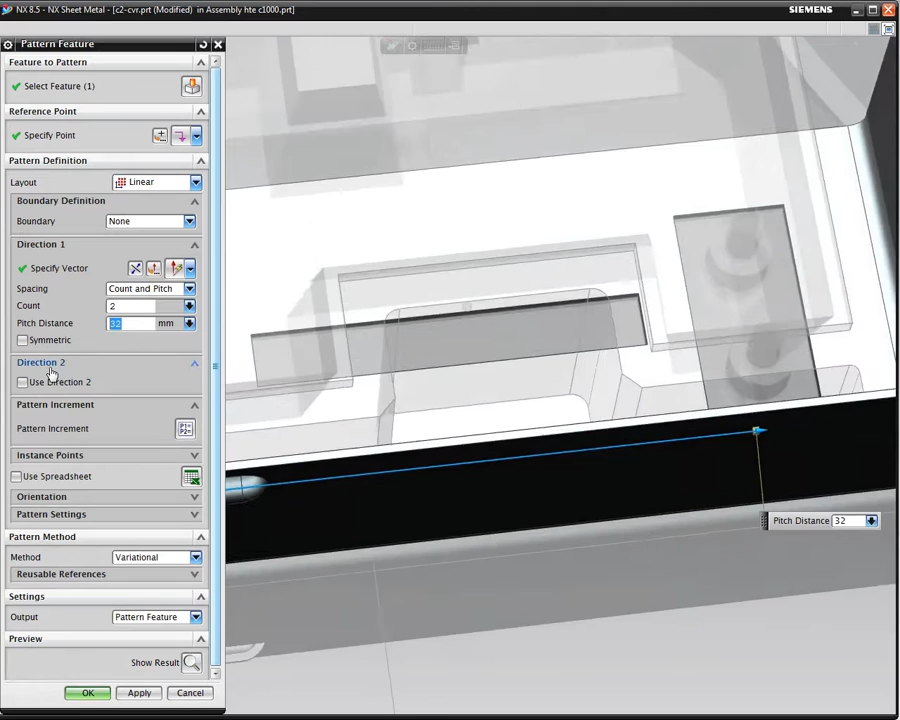 NX 8.5 - NX Sheet Metal - [c2-cvr.prt (Modified)  in Assembly hte c1000.prt]
SIEMENS
Pattern Feature
Feature to Pattern
Select Feature (1)
Reference Point
Specify Point
Pattern Definition
Layout
Linear
Boundary Definition
Boundary
None
Direction 1
Specify Vector
Spacing
Count and Pitch
Count
2
Pitch Distance
32
mm
Symmetric
Direction 2
Use Direction 2
Pattern Increment
Pattern Increment
Instance Points
Use Spreadsheet
Orientation
Pattern Settings
Pattern Method
Method
Variational
Reusable References
Settings
Output
Pattern Feature
Preview
Show Result
OK
Apply
Cancel
Pitch Distance
32